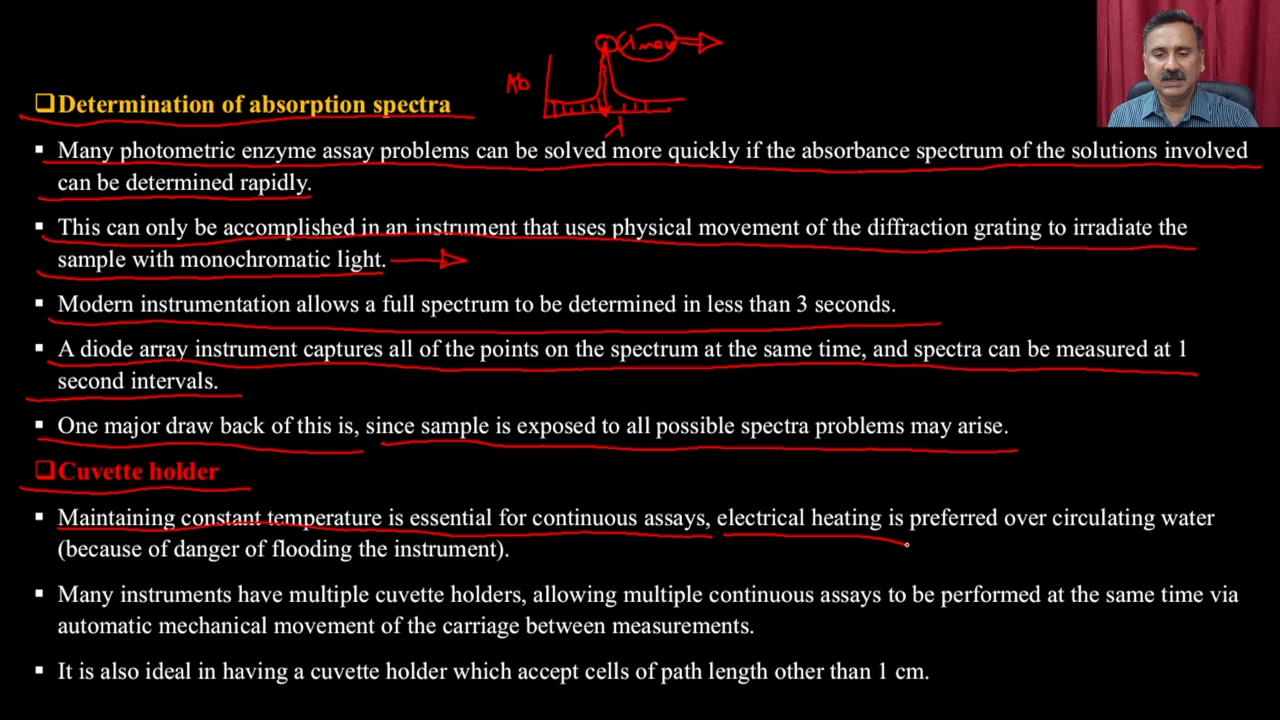 λmax
Ab
❑Determination of absorption spectra
λ
▪ Many photometric enzyme assay problems can be solved more quickly if the absorbance spectrum of the solutions involved
can be determined rapidly.
▪ This can only be accomplished in an instrument that uses physical movement of the diffraction grating to irradiate the
sample with monochromatic light.
▪ Modern instrumentation allows a full spectrum to be determined in less than 3 seconds.
▪ A diode array instrument captures all of the points on the spectrum at the same time, and spectra can be measured at 1
second intervals.
▪ One major draw back of this is, since sample is exposed to all possible spectra problems may arise.
❑Cuvette holder
▪ Maintaining constant temperature is essential for continuous assays, electrical heating is preferred over circulating water
(because of danger of flooding the instrument).
▪ Many instruments have multiple cuvette holders, allowing multiple continuous assays to be performed at the same time via
automatic mechanical movement of the carriage between measurements.
▪ It is also ideal in having a cuvette holder which accept cells of path length other than 1 cm.